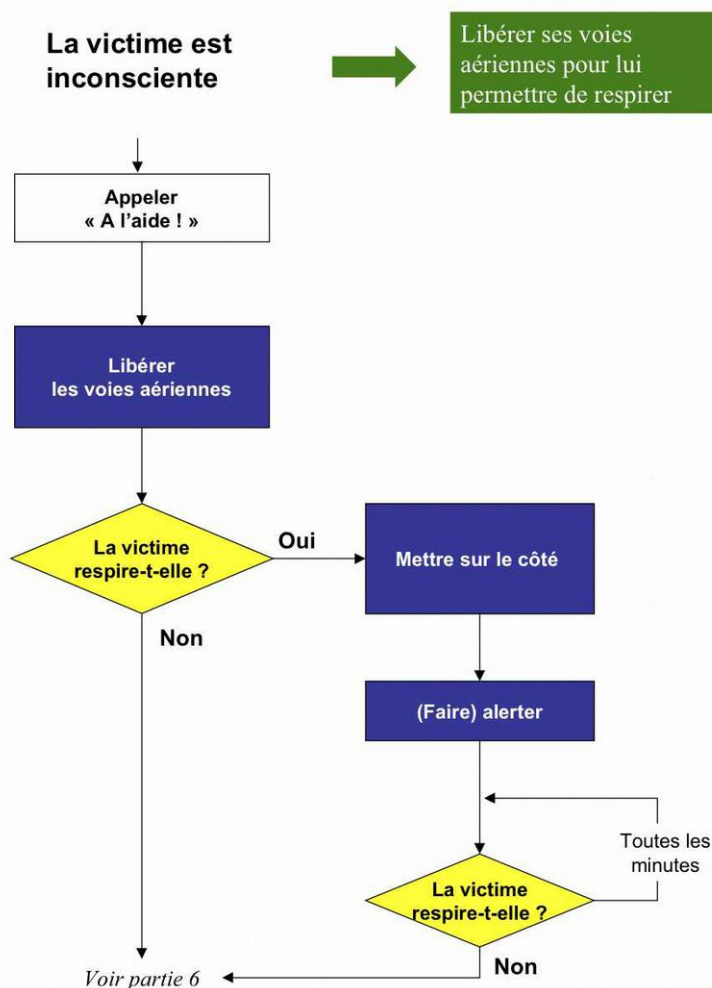 La victime est
inconsciente
Libérer ses voies
aériennes pour lui
permettre de respirer
Appeler
« A l’aide ! »
Libérer
les voies aériennes
La victime
respire-t-elle ?
Oui
Mettre sur le côté
Non
(Faire) alerter
Toutes les
minutes
La victime
respire-t-elle ?
Non
Voir partie 6